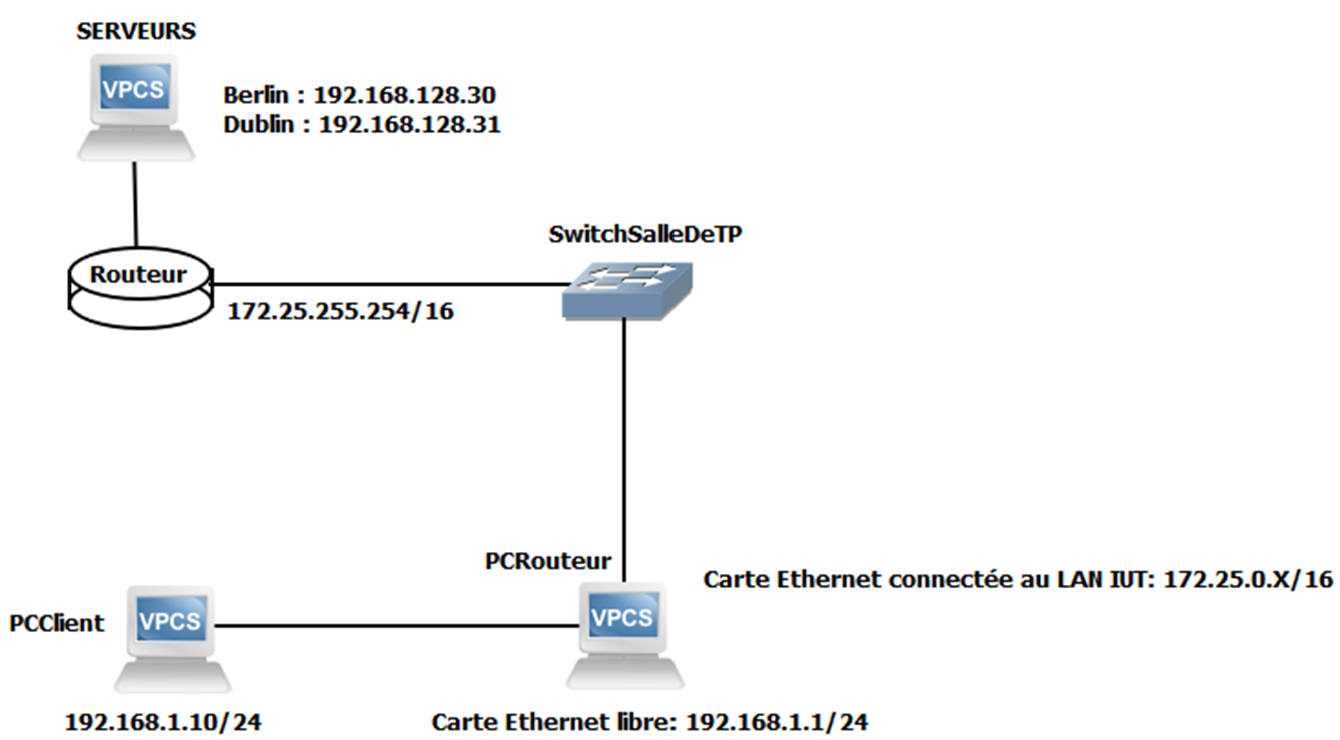 SERVEURS
VPCS
Berlin : 192.168.128.30
Dublin : 192.168.128.31
SwitchSalleDeTP
Routeur
172.25.255.254/16
PCRouteur
Carte Ethernet connectée au LAN IUT: 172.25.0.X/16
PCClient
VPCS
VPCS
192.168.1.10/24
Carte Ethernet libre: 192.168.1.1/24